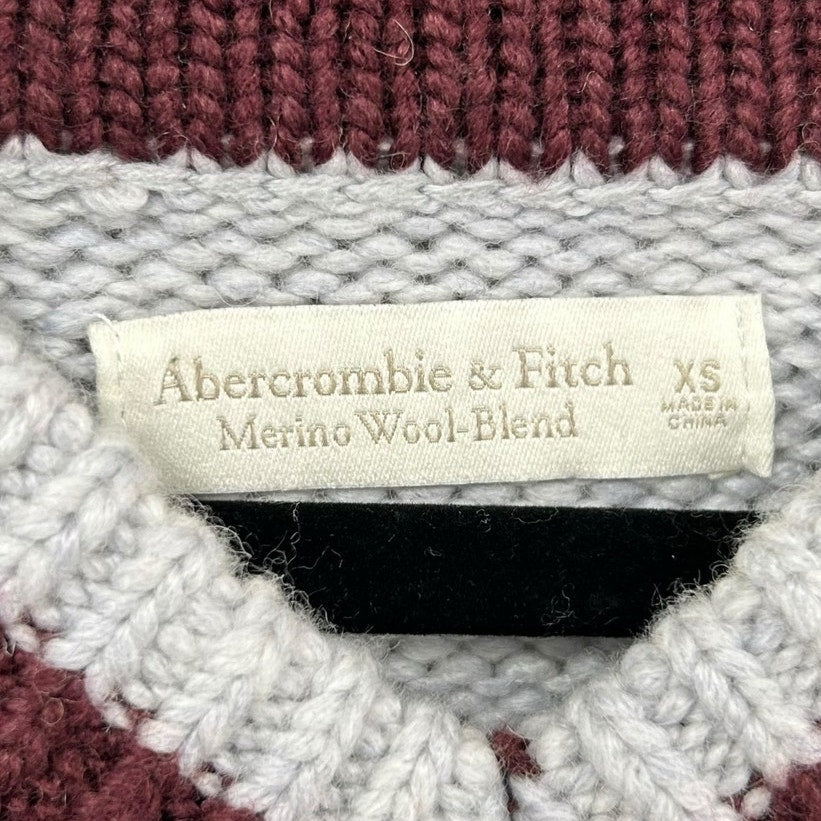 Abercrombie & Fitch
Merino Wool-Blend
XS
MADE IN
CHINA